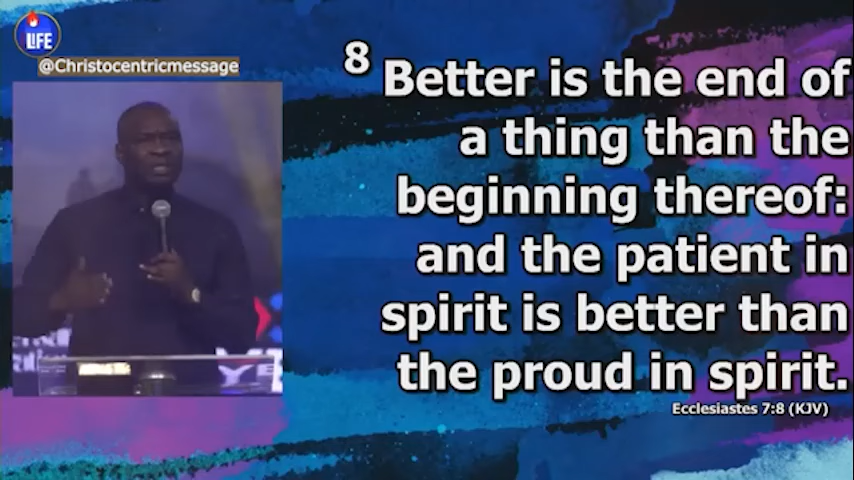 LIFE
@Christocentricmessage
8 Better is the end of
a thing than the
beginning thereof:
and the patient in
spirit is better than
the proud in spirit.
Ecclesiastes 7:8 (KJV)